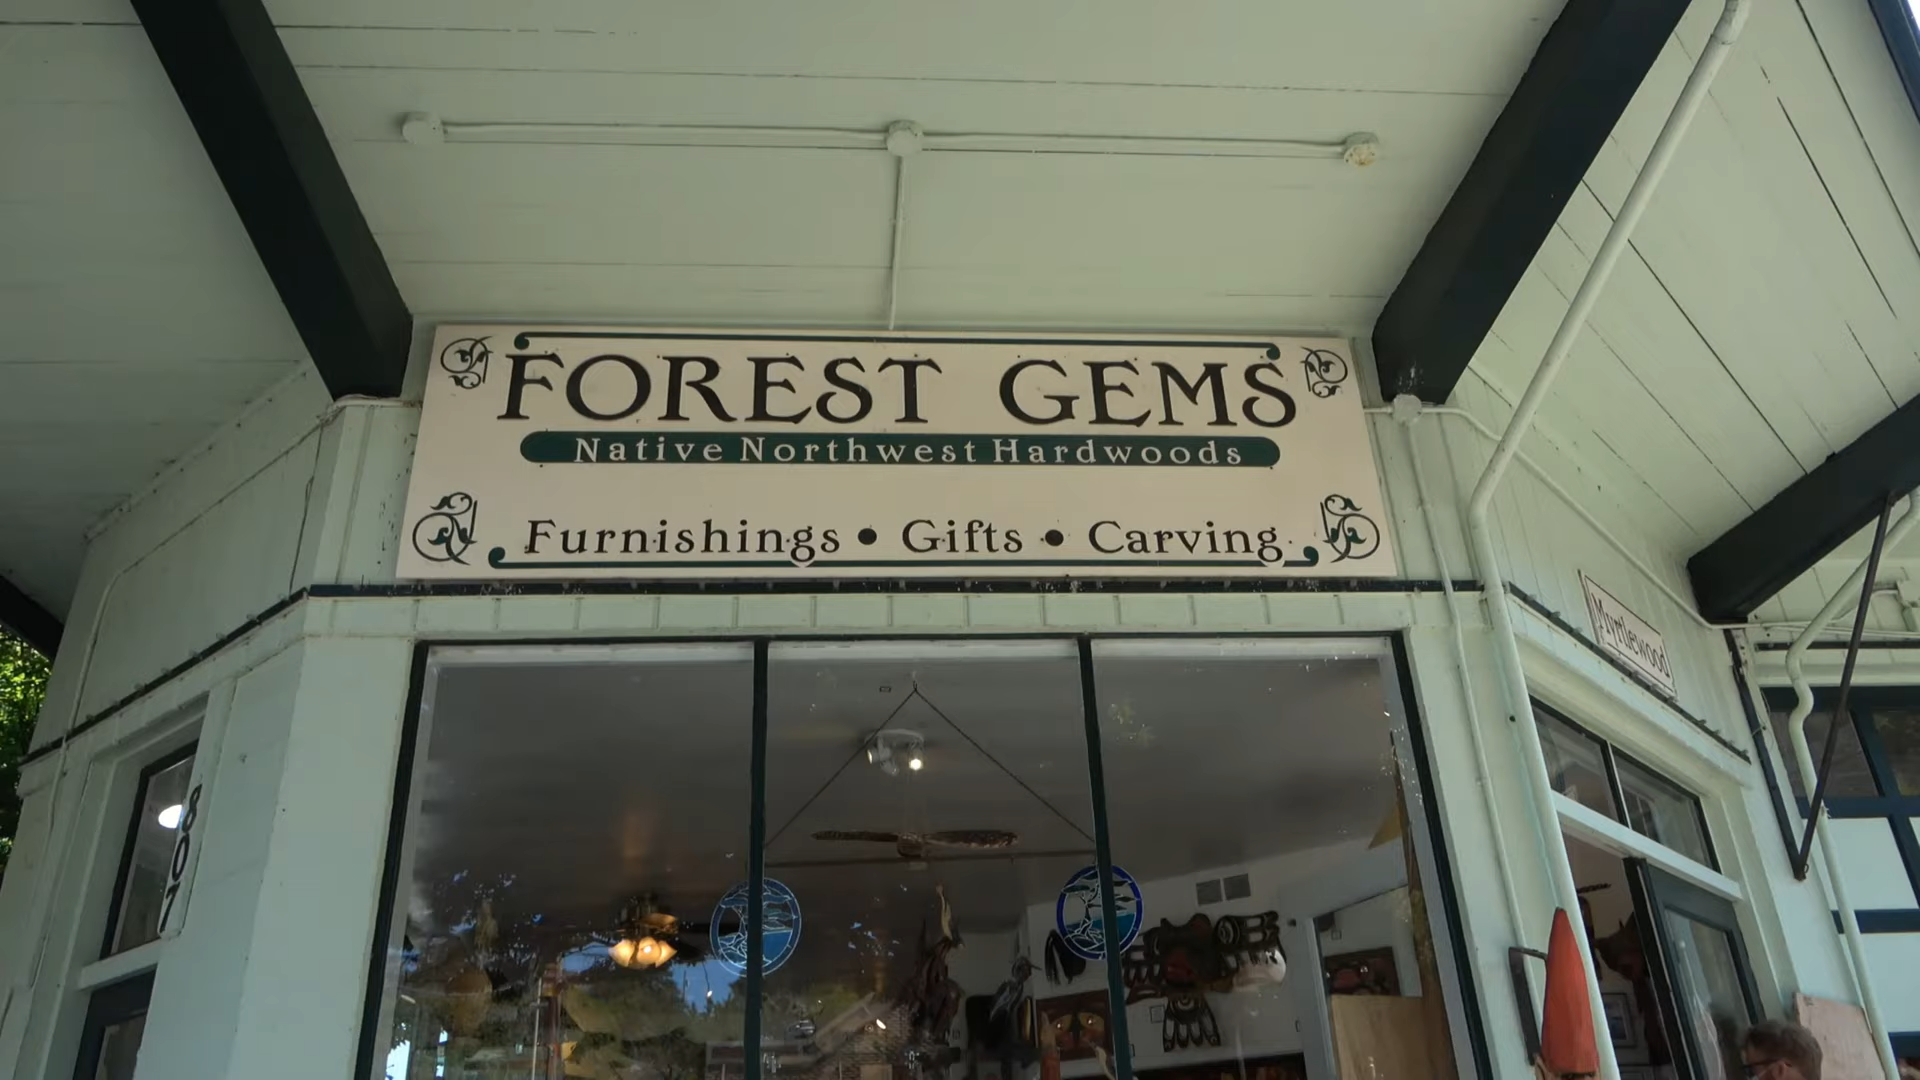 FOREST GEMS
Native Northwest Hardwoods
Furnishings • Gifts • Carving
Myrtlewood
807